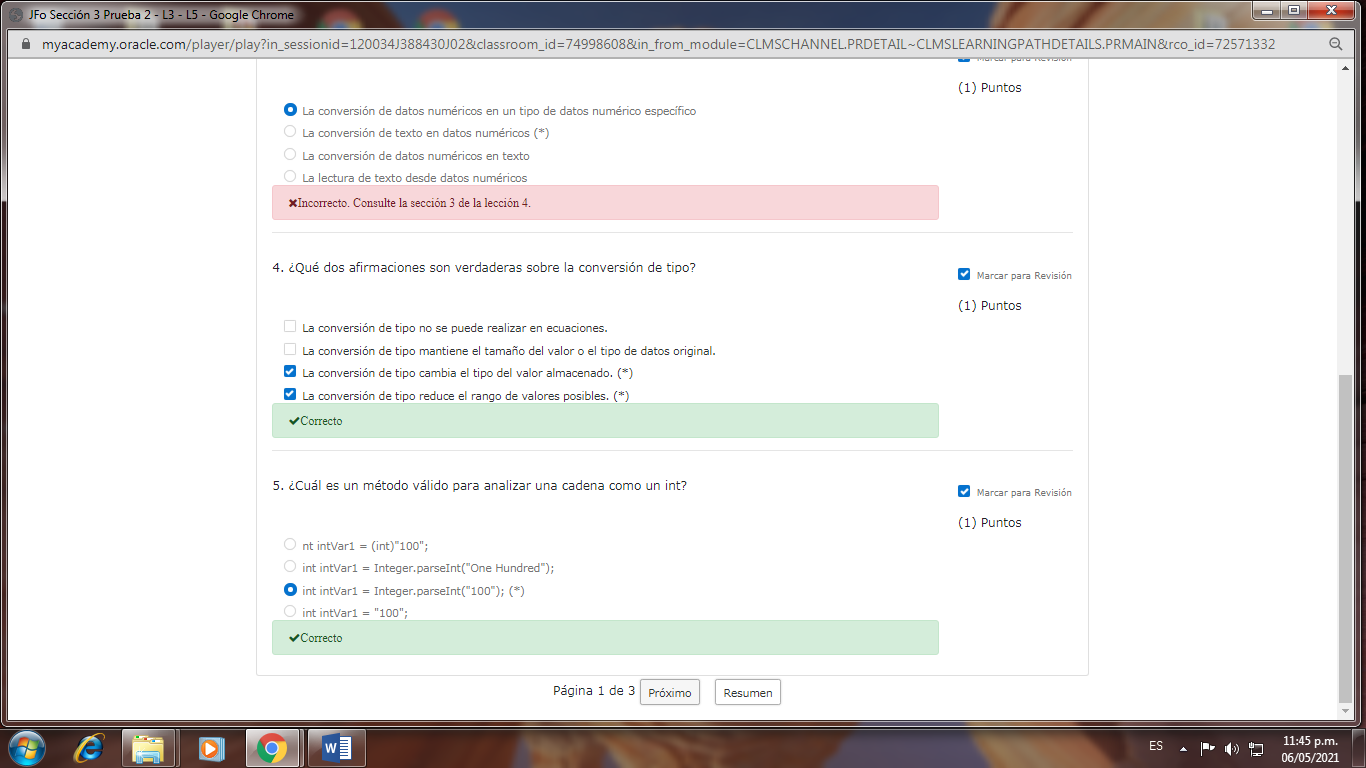 JFo Sección 3 Prueba 2 - L3 - L5 - Google Chrome
myacademy.oracle.com/player/play?in_sessionid=120034J388430J02&classroom_id=74998608&in_from_module=CLMSCHANNEL.PRDETAIL~CLMSLEARNINGPATHDETAILS.PRMAIN&rco_id=72571332
Marcar para Revisión
(1) Puntos
La conversión de datos numéricos en un tipo de datos numérico específico
La conversión de texto en datos numéricos (*)
La conversión de datos numéricos en texto
La lectura de texto desde datos numéricos
Incorrecto. Consulte la sección 3 de la lección 4.
4. ¿Qué dos afirmaciones son verdaderas sobre la conversión de tipo?
Marcar para Revisión
(1) Puntos
La conversión de tipo no se puede realizar en ecuaciones.
La conversión de tipo mantiene el tamaño del valor o el tipo de datos original.
La conversión de tipo cambia el tipo del valor almacenado. (*)
La conversión de tipo reduce el rango de valores posibles. (*)
Correcto
5. ¿Cuál es un método válido para analizar una cadena como un int?
Marcar para Revisión
(1) Puntos
nt intVar1 = (int)"100";
int intVar1 = Integer.parseInt("One Hundred");
int intVar1 = Integer.parseInt("100"); (*)
int intVar1 = "100";
Correcto
Página 1 de 3 Próximo Resumen
ES
11:45 p.m.
06/05/2021